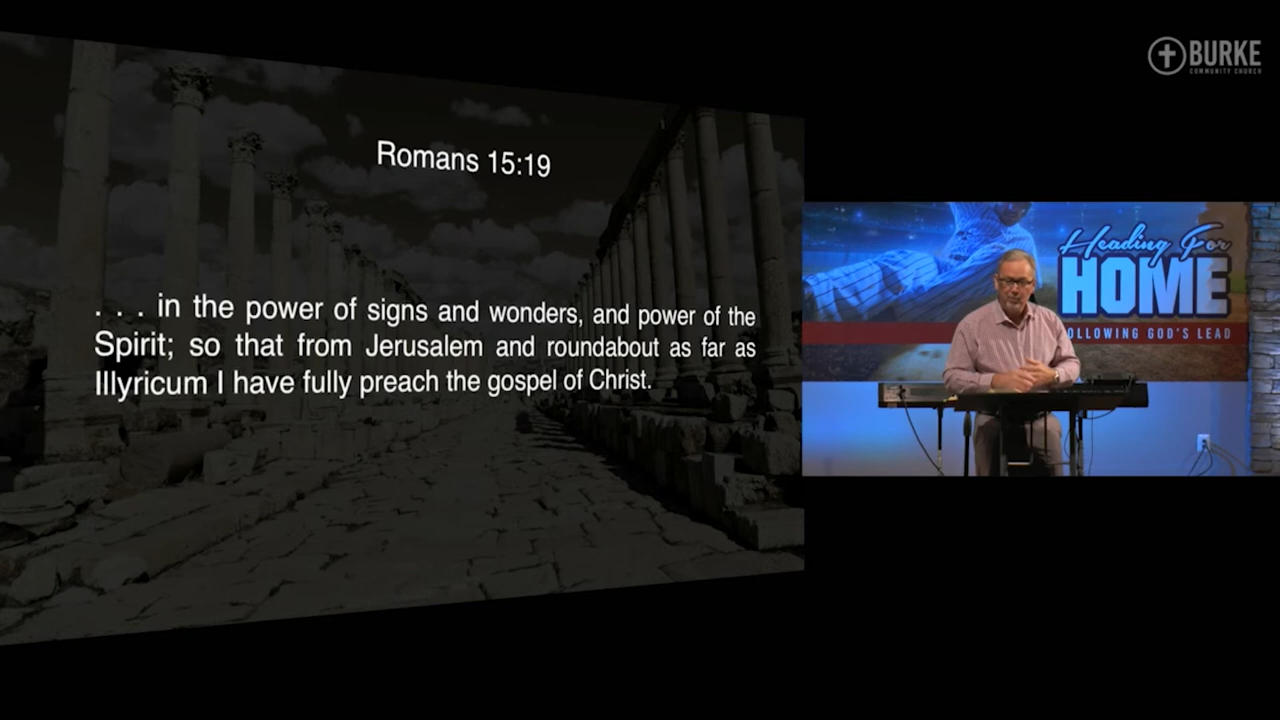 BURKE
COMMUNITY CHURCH
Romans 15:19
. . . in the power of signs and wonders, and power of the
Spirit; so that from Jerusalem and roundabout as far as
Illyricum I have fully preach the gospel of Christ.
Heading For
HOME
OLLOWING GOD'S LEAD